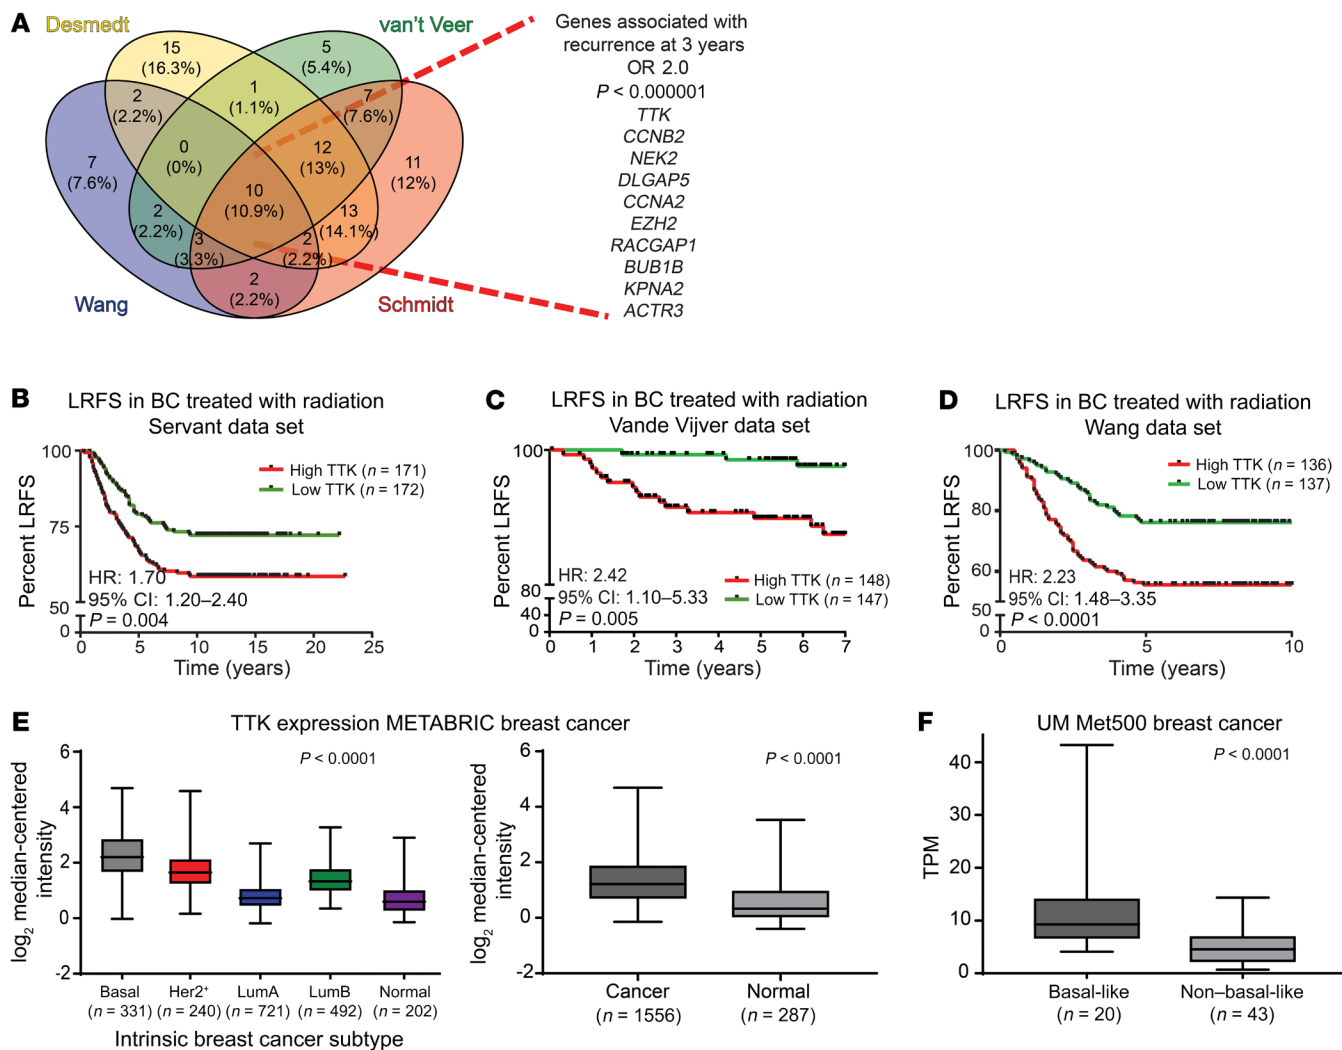 A
Desmedt
van't Veer
15
(16.3%)
5
(5.4%)
2
(2.2%)
1
(1.1%)
7
(7.6%)
7
(7.6%)
0
(0%)
12
(13%)
11
(12%)
10
(10.9%)
2
(2.2%)
13
(14.1%)
3
(3.3%)
2
(2.2%)
2
(2.2%)
Wang
Schmidt
Genes associated with
recurrence at 3 years
OR 2.0
P < 0.000001
TTK
CCNB2
NEK2
DLGAP5
CCNA2
EZH2
RACGAP1
BUB1B
KPNA2
ACTR3
B
LRFS in BC treated with radiation
Servant data set
Percent LRFS
100
75
50
0
High TTK (n = 171)
Low TTK (n = 172)
HR: 1.70
95% CI: 1.20–2.40
P = 0.004
0 5 10 15 20 25
Time (years)
C
LRFS in BC treated with radiation
Vande Vijver data set
Percent LRFS
100
80
40
0
HR: 2.42
95% CI: 1.10–5.33
P = 0.005
High TTK (n = 148)
Low TTK (n = 147)
0 1 2 3 4 5 6 7
Time (years)
D
LRFS in BC treated with radiation
Wang data set
Percent LRFS
100
80
60
50
0
High TTK (n = 136)
Low TTK (n = 137)
HR: 2.23
95% CI: 1.48–3.35
P < 0.0001
0 5 10
Time (years)
E
TTK expression METABRIC breast cancer
log2 median-centered
intensity
6
4
2
0
-2
P < 0.0001
Basal Her2+ LumA LumB Normal
(n = 331) (n = 240) (n = 721) (n = 492) (n = 202)
Intrinsic breast cancer subtype
log2 median-centered
intensity
6
4
2
0
-2
P < 0.0001
Cancer Normal
(n = 1556) (n = 287)
F
UM Met500 breast cancer
TPM
40
30
20
10
0
P < 0.0001
Basal-like Non–basal-like
(n = 20) (n = 43)